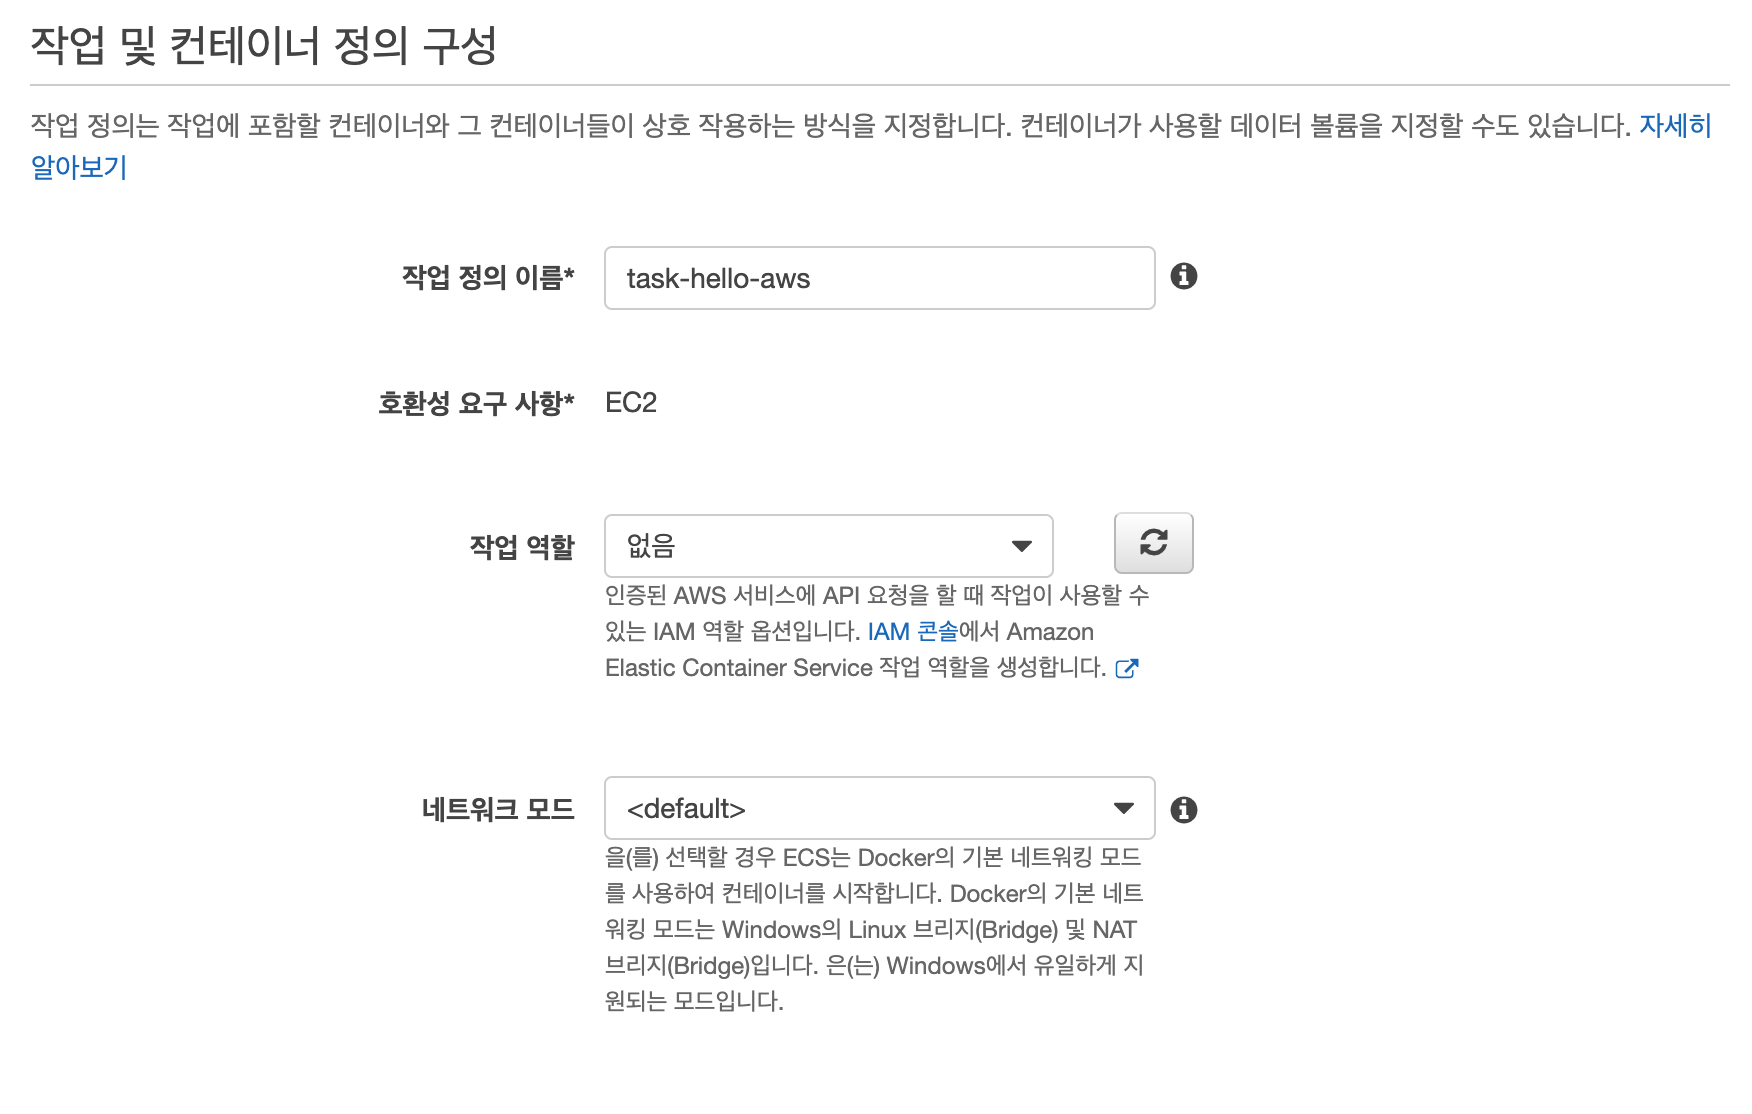 작업 및 컨테이너 정의 구성
작업 정의는 작업에 포함할 컨테이너와 그 컨테이너들이 상호 작용하는 방식을 지정합니다. 컨테이너가 사용할 데이터 볼륨을 지정할 수도 있습니다. 자세히
알아보기
작업 정의 이름* task-hello-aws
호환성 요구 사항* EC2
작업 역할 없음
인증된 AWS 서비스에 API 요청을 할 때 작업이 사용할 수
있는 IAM 역할 옵션입니다. IAM 콘솔에서 Amazon
Elastic Container Service 작업 역할을 생성합니다.
네트워크 모드 <default>
을(를) 선택할 경우 ECS는 Docker의 기본 네트워킹 모드
를 사용하여 컨테이너를 시작합니다. Docker의 기본 네트
워킹 모드는 Windows의 Linux 브리지(Bridge) 및 NAT
브리지(Bridge)입니다. 은(는) Windows에서 유일하게 지
원되는 모드입니다.